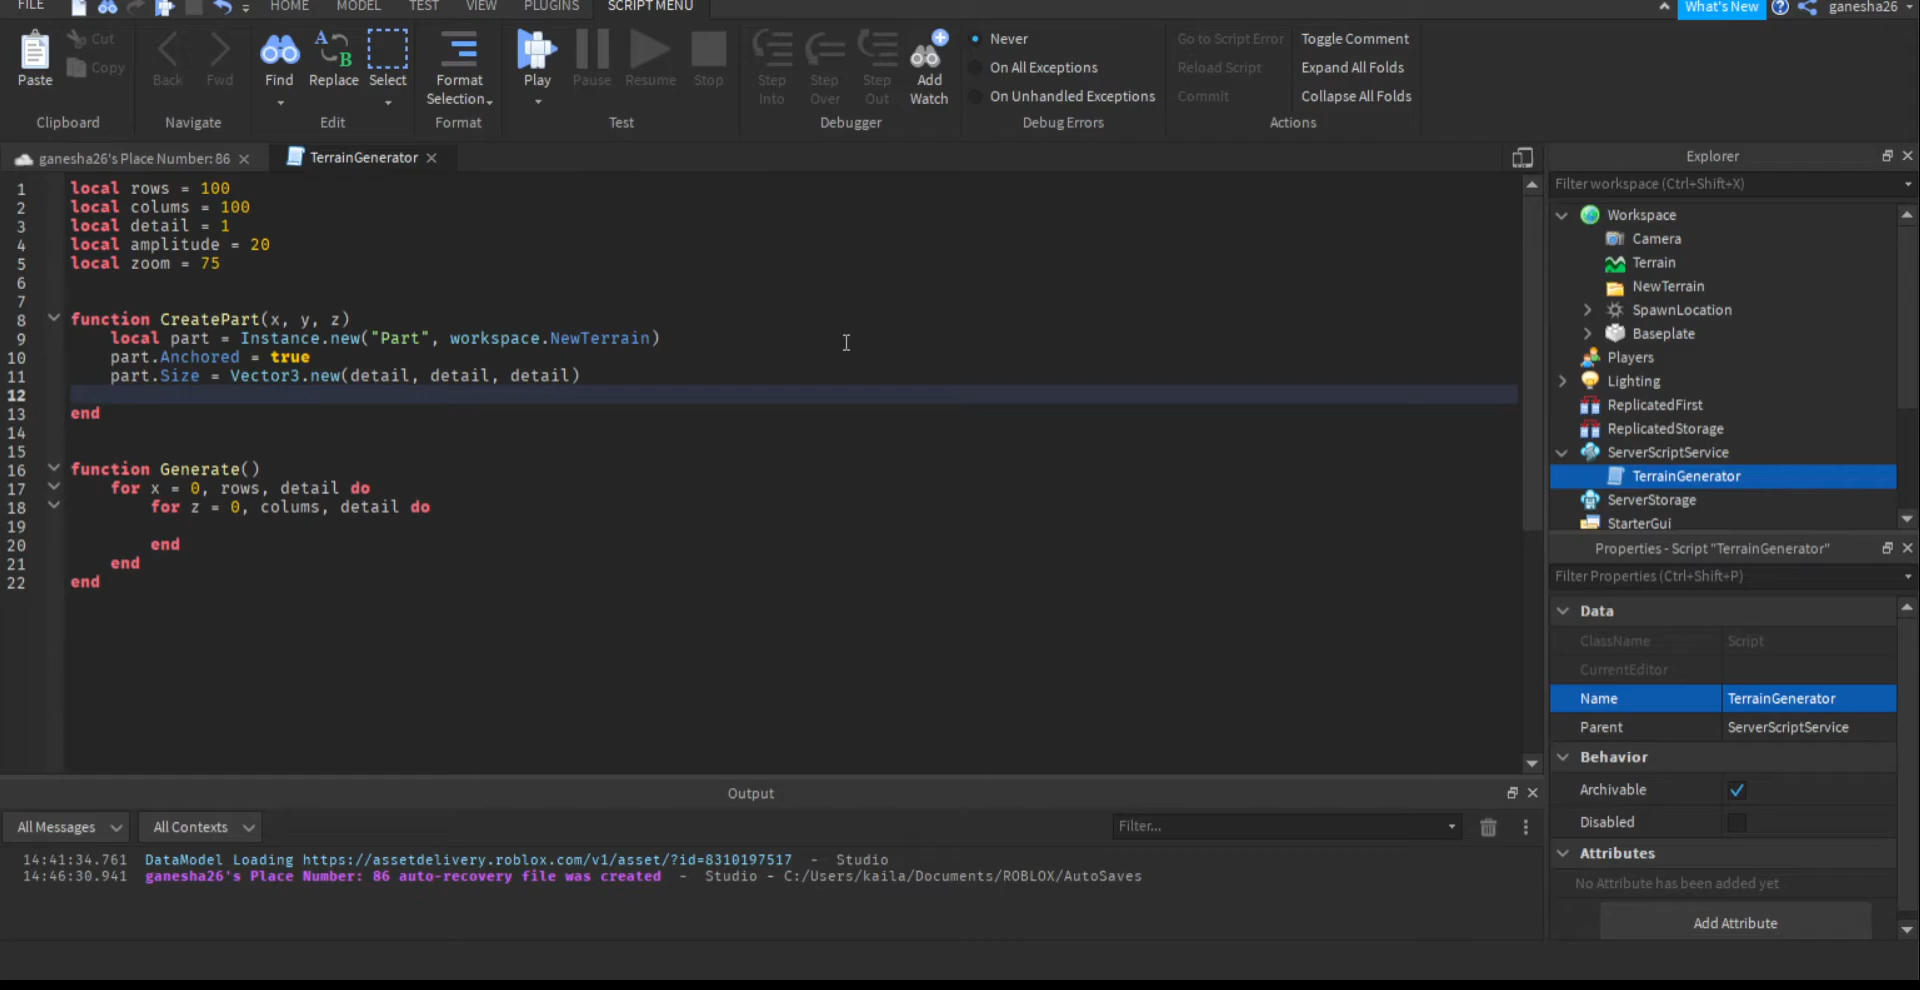 FILE HOME MODEL TEST VIEW PLUGINS SCRIPT MENU What's New ganesha26
Paste Cut Copy
Clipboard
Back Fwd
Navigate
Find Replace Select
Edit
Format Selection
Format
Play Pause Resume Stop
Test
Step Into Step Over Step Out Add Watch
Debugger
Never
On All Exceptions
On Unhandled Exceptions
Debug Errors
Go to Script Error Toggle Comment
Reload Script Expand All Folds
Commit Collapse All Folds
Actions
ganesha26's Place Number: 86 TerrainGenerator
1 local rows = 100
2 local colums = 100
3 local detail = 1
4 local amplitude = 20
5 local zoom = 75
6
7
8 function CreatePart(x, y, z)
9 local part = Instance.new("Part", workspace.NewTerrain)
10 part.Anchored = true
11 part.Size = Vector3.new(detail, detail, detail)
12
13 end
14
15
16 function Generate()
17 for x = 0, rows, detail do
18 for z = 0, colums, detail do
19
20 end
21 end
22 end
Explorer
Filter workspace (Ctrl+Shift+X)
Workspace
Camera
Terrain
NewTerrain
SpawnLocation
Baseplate
Players
Lighting
ReplicatedFirst
ReplicatedStorage
ServerScriptService
TerrainGenerator
ServerStorage
StarterGui
Properties - Script "TerrainGenerator"
Filter Properties (Ctrl+Shift+P)
Data
ClassName Script
CurrentEditor
Name TerrainGenerator
Parent ServerScriptService
Behavior
Archivable
Disabled
Attributes
No Attribute has been added yet
Add Attribute
Output
All Messages All Contexts Filter...
14:41:34.761 DataModel Loading https://assetdelivery.roblox.com/v1/asset/?id=8310197517 - Studio
14:46:30.941 ganesha26's Place Number: 86 auto-recovery file was created - Studio - C:/Users/kaila/Documents/ROBLOX/AutoSaves